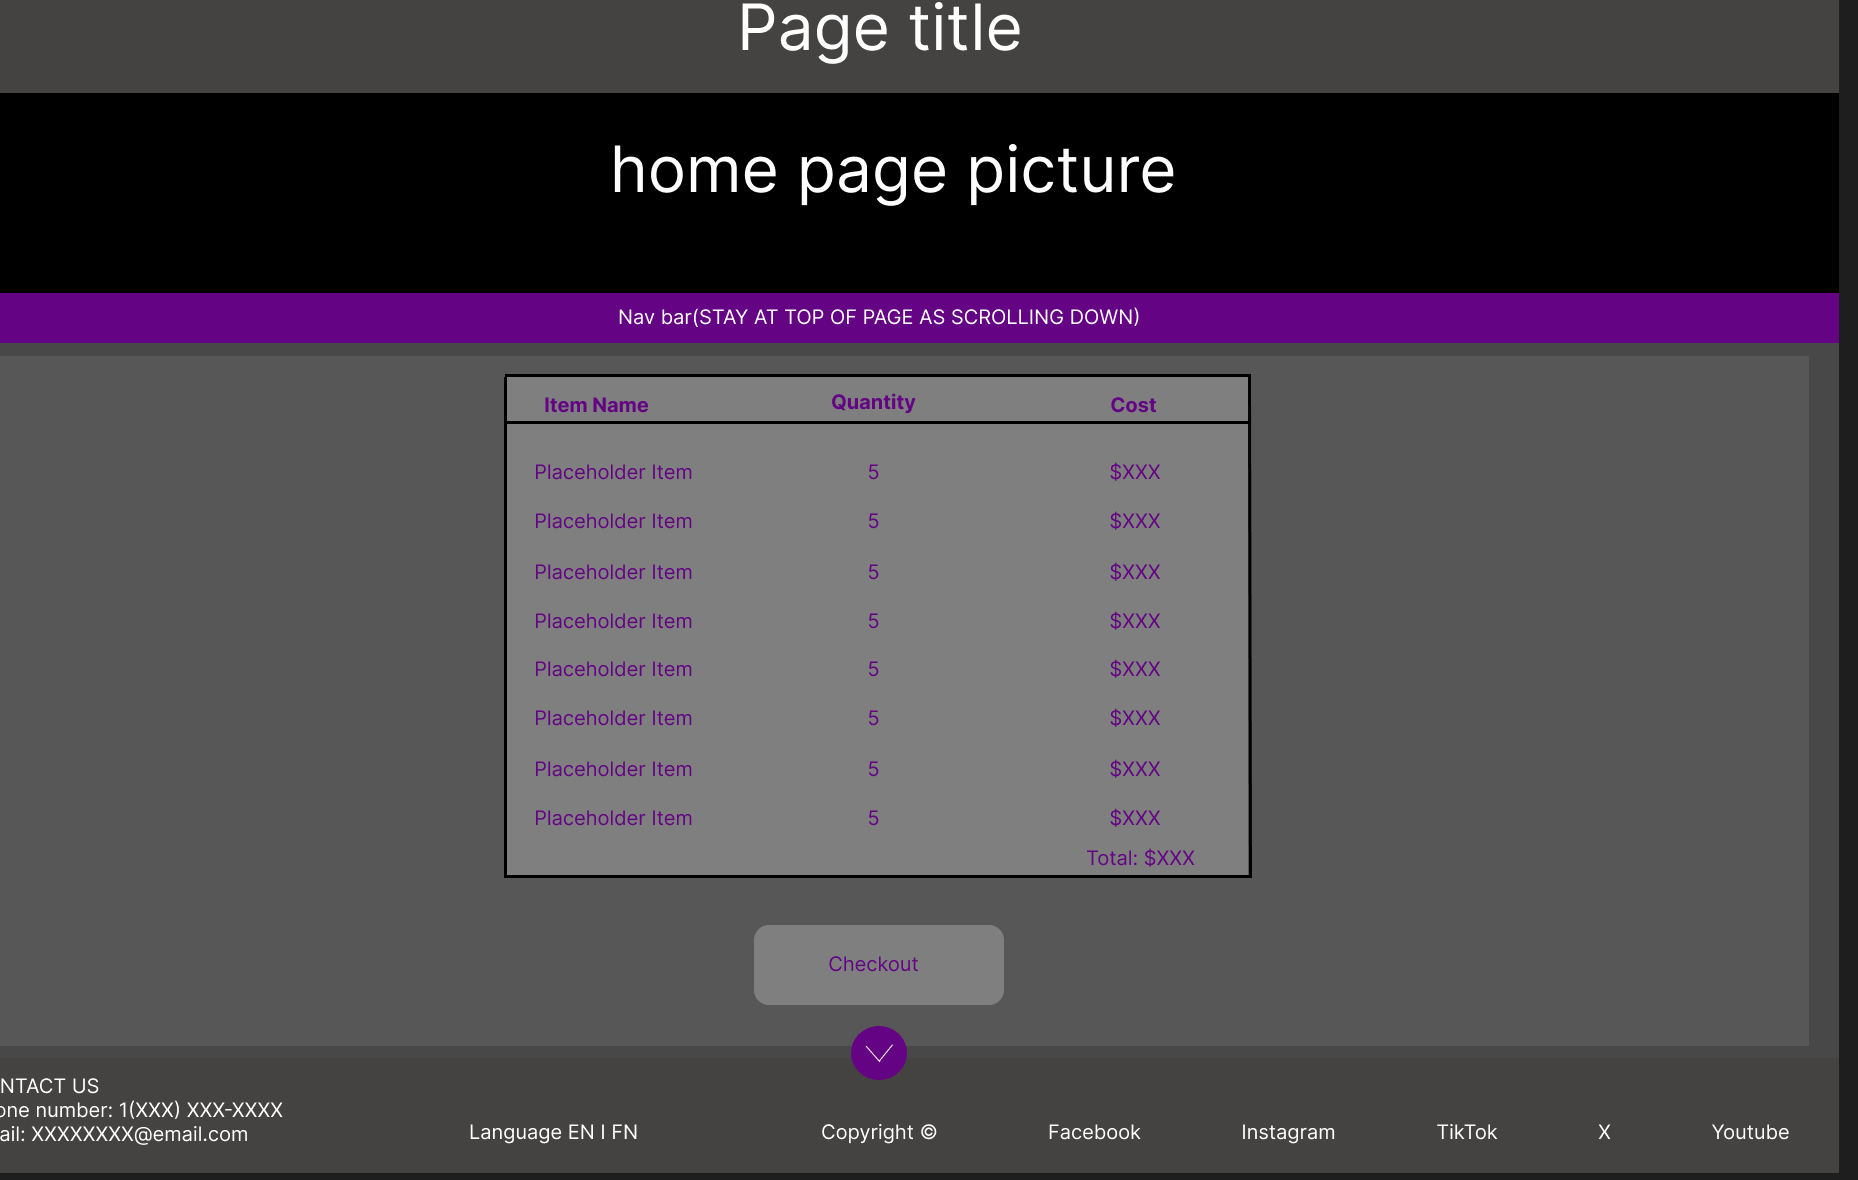 Page title
home page picture
Nav bar(STAY AT TOP OF PAGE AS SCROLLING DOWN)
Item Name Quantity Cost
Placeholder Item 5 $XXX
Placeholder Item 5 $XXX
Placeholder Item 5 $XXX
Placeholder Item 5 $XXX
Placeholder Item 5 $XXX
Placeholder Item 5 $XXX
Placeholder Item 5 $XXX
Placeholder Item 5 $XXX
Total: $XXX
Checkout
NTACT US
one number: 1(XXX) XXX-XXXX
ail: XXXXXXXX@email.com
Language EN I FN Copyright © Facebook Instagram TikTok X Youtube